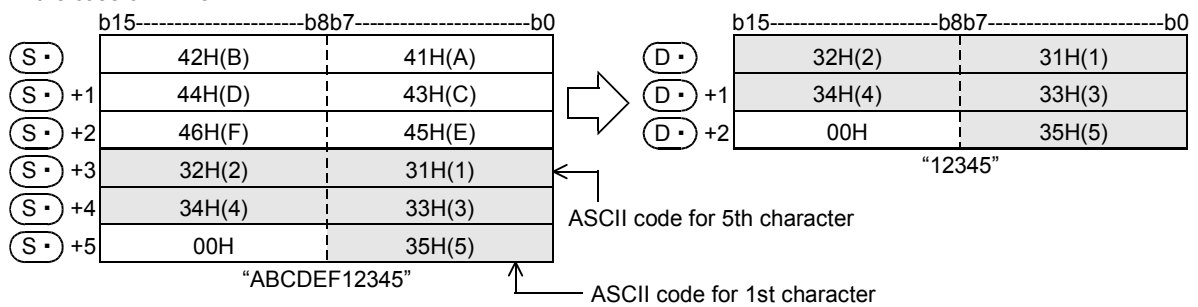 b15--------------------b8b7---------------------b0
b15--------------------b8b7---------------------b0
S・ 42H(B) 41H(A)
D・ 32H(2) 31H(1)
S・ +1 44H(D) 43H(C)
D・ +1 34H(4) 33H(3)
S・ +2 46H(F) 45H(E)
D・ +2 00H 35H(5)
S・ +3 32H(2) 31H(1)
"12345"
S・ +4 34H(4) 33H(3)
ASCII code for 5th character
S・ +5 00H 35H(5)
"ABCDEF12345"
ASCII code for 1st character